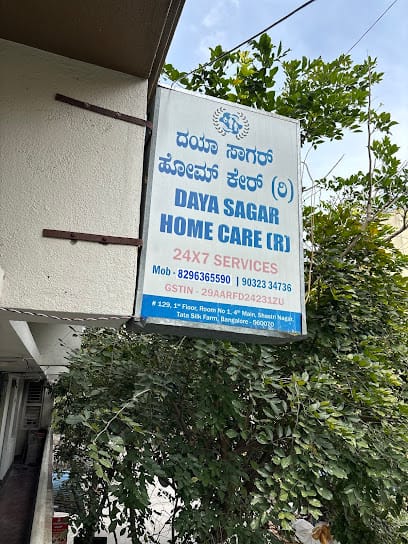 ದಯಾ ಸಾಗರ್
ಹೋಮ್ ಕೇರ್ (ರಿ)
DAYA SAGAR
HOME CARE (R)
24X7 SERVICES
Mob - 8296365590 | 90323 34736
GSTIN - 29AARFD24231ZU
# 129, 1st Floor, Room No 1, 4th Main, Shastri Nagar,
Tata Silk Farm, Bangalore - 560070